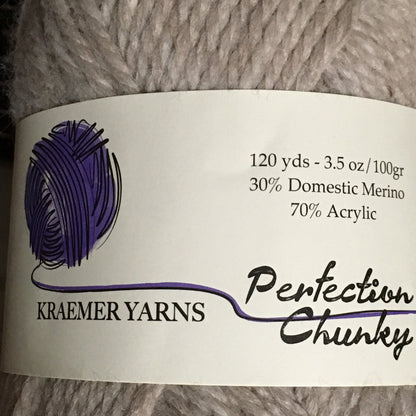 120 yds - 3.5 oz/100gr
30% Domestic Merino
70% Acrylic
KRAEMER YARNS
Perfection
Chunky